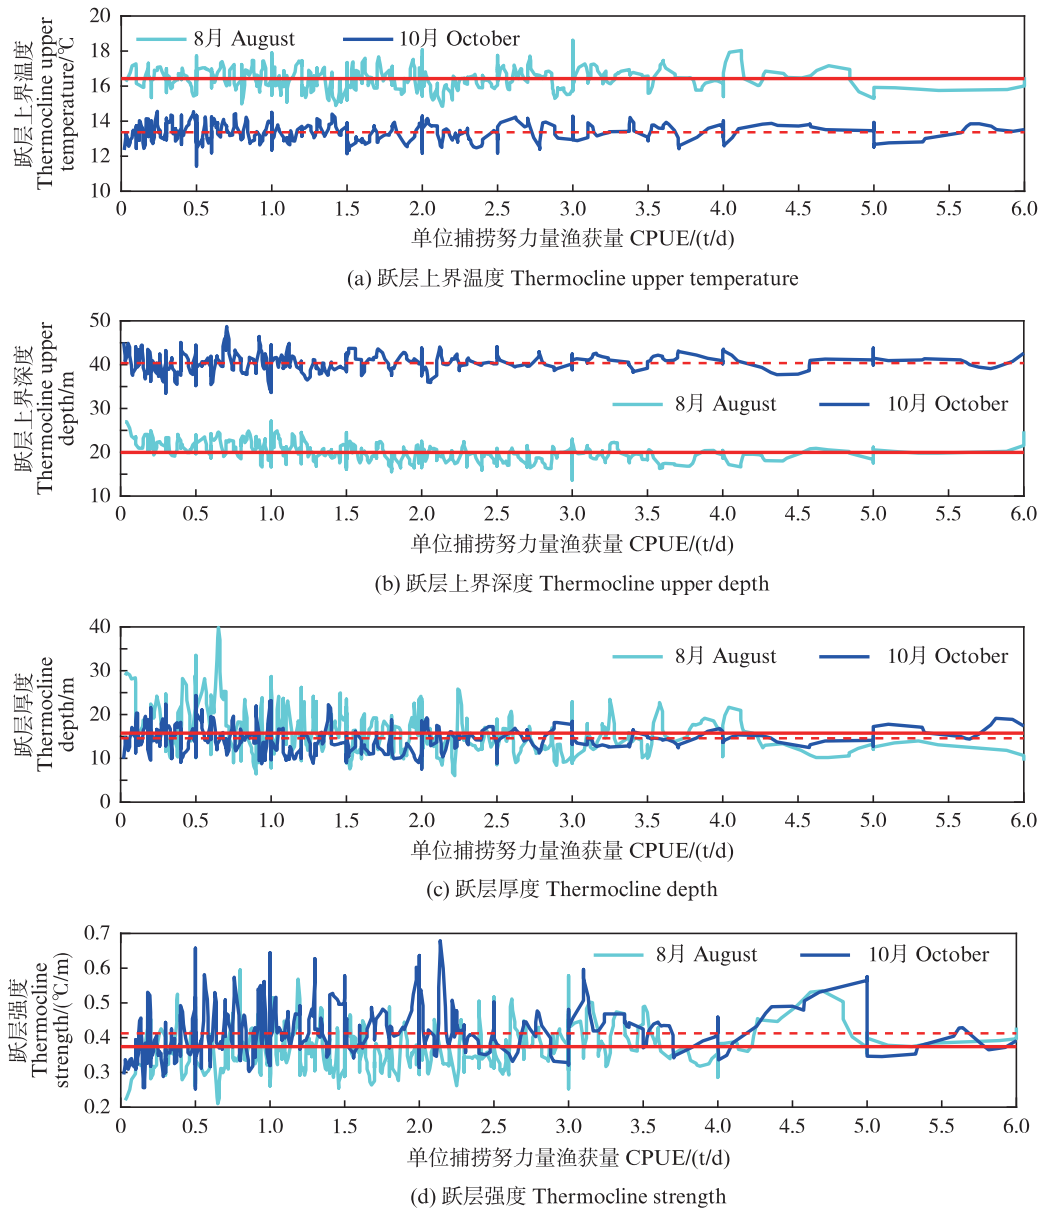 20
18
16
14
12
10
跃层上界温度
Thermocline upper
temperature/℃
8月 August
10月 October
0 0.5 1.0 1.5 2.0 2.5 3.0 3.5 4.0 4.5 5.0 5.5 6.0
单位捕捞努力量渔获量 CPUE/(t/d)
(a) 跃层上界温度 Thermocline upper temperature
50
40
30
20
10
跃层上界深度
Thermocline upper
depth/m
8月 August
10月 October
0 0.5 1.0 1.5 2.0 2.5 3.0 3.5 4.0 4.5 5.0 5.5 6.0
单位捕捞努力量渔获量 CPUE/(t/d)
(b) 跃层上界深度 Thermocline upper depth
40
30
20
10
0
跃层厚度
Thermocline
depth/m
8月 August
10月 October
0 0.5 1.0 1.5 2.0 2.5 3.0 3.5 4.0 4.5 5.0 5.5 6.0
单位捕捞努力量渔获量 CPUE/(t/d)
(c) 跃层厚度 Thermocline depth
0.7
0.6
0.5
0.4
0.3
0.2
跃层强度
Thermocline
strength/(℃/m)
8月 August
10月 October
0 0.5 1.0 1.5 2.0 2.5 3.0 3.5 4.0 4.5 5.0 5.5 6.0
单位捕捞努力量渔获量 CPUE/(t/d)
(d) 跃层强度 Thermocline strength